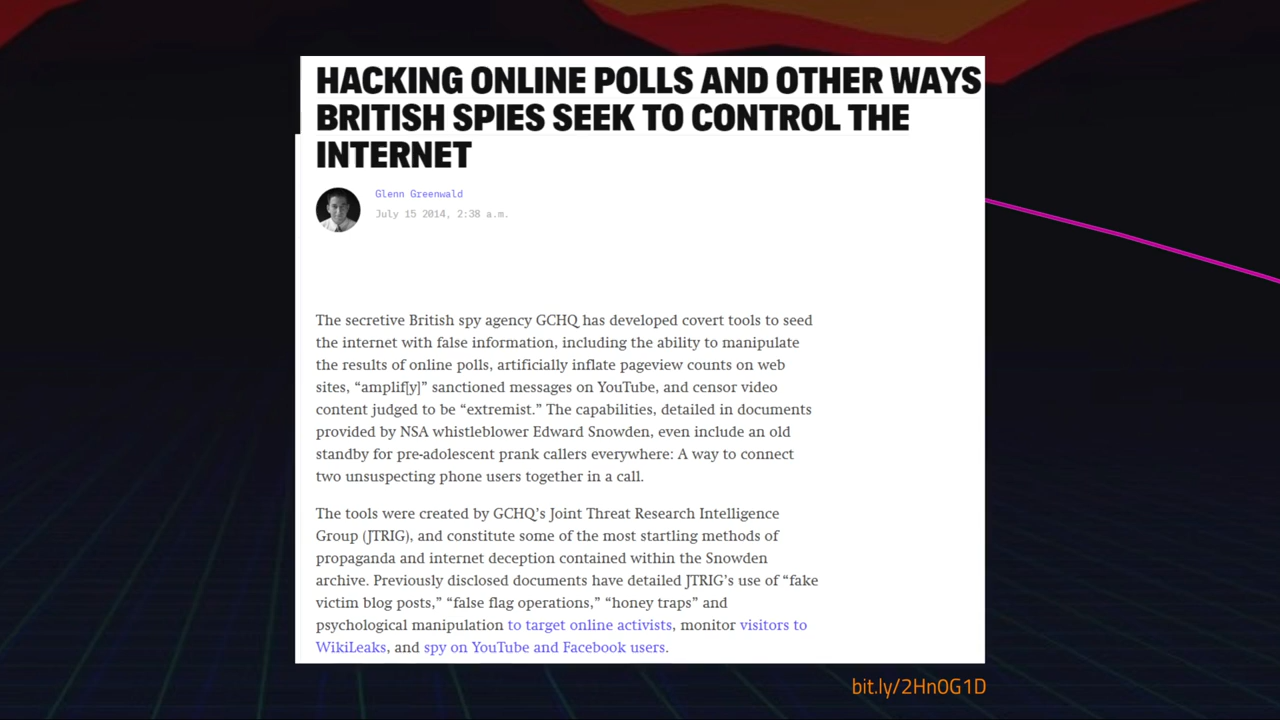 HACKING ONLINE POLLS AND OTHER WAYS
BRITISH SPIES SEEK TO CONTROL THE
INTERNET
Glenn Greenwald
July 15 2014, 2:38 a.m.
The secretive British spy agency GCHQ has developed covert tools to seed
the internet with false information, including the ability to manipulate
the results of online polls, artificially inflate pageview counts on web
sites, “amplif[y]” sanctioned messages on YouTube, and censor video
content judged to be “extremist.” The capabilities, detailed in documents
provided by NSA whistleblower Edward Snowden, even include an old
standby for pre-adolescent prank callers everywhere: A way to connect
two unsuspecting phone users together in a call.
The tools were created by GCHQ’s Joint Threat Research Intelligence
Group (JTRIG), and constitute some of the most startling methods of
propaganda and internet deception contained within the Snowden
archive. Previously disclosed documents have detailed JTRIG’s use of “fake
victim blog posts,” “false flag operations,” “honey traps” and
psychological manipulation to target online activists, monitor visitors to
WikiLeaks, and spy on YouTube and Facebook users.
bit.ly/2HnOG1D